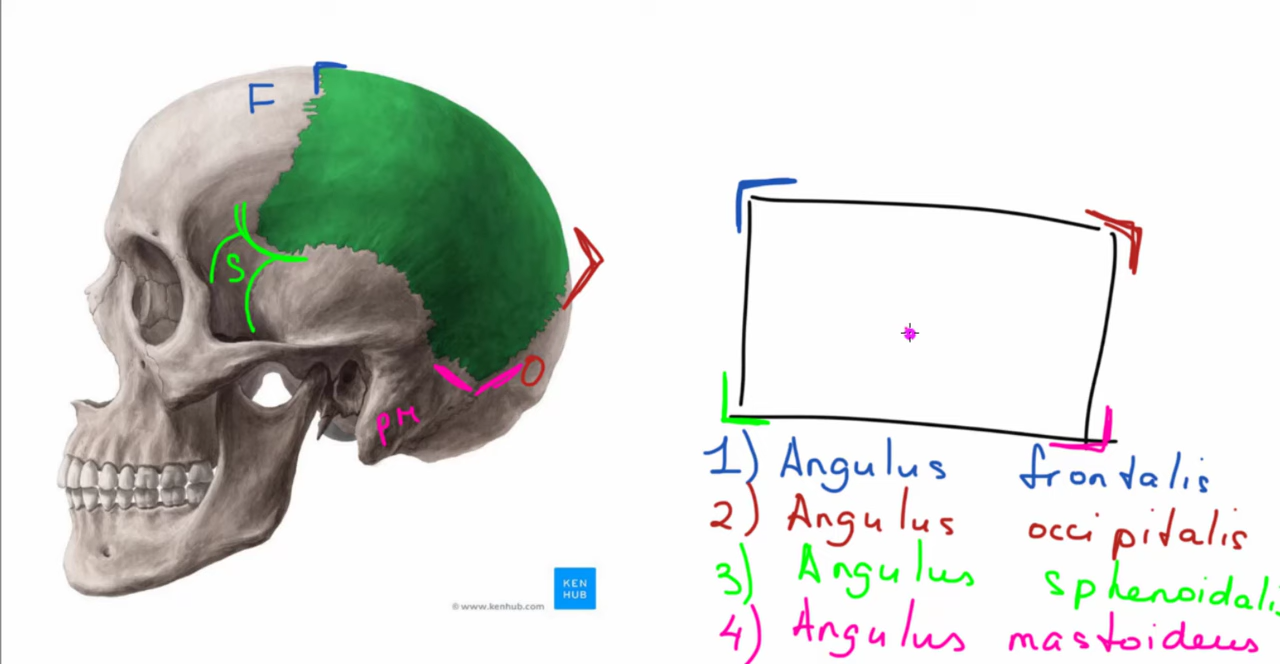 F
S
O
PM
1) Angulus frontalis
2) Angulus occipitalis
3) Angulus sphenoidalis
4) Angulus mastoideus
© www.kenhub.com
KEN
HUB